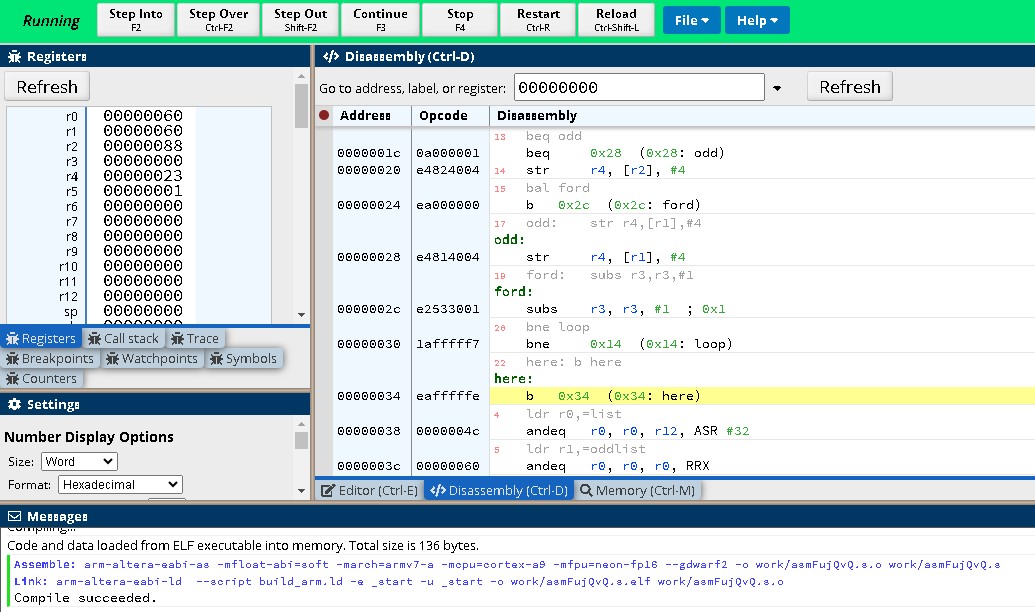 Running
Step Into
F2
Step Over
Ctrl-F2
Step Out
Shift-F2
Continue
F3
Stop
F4
Restart
Ctrl-R
Reload
Ctrl-Shift-L
File
Help
Registers
Refresh
r0 00000060
r1 00000060
r2 00000088
r3 00000000
r4 00000023
r5 00000001
r6 00000000
r7 00000000
r8 00000000
r9 00000000
r10 00000000
r11 00000000
r12 00000000
sp 00000000
Registers Call stack Trace
Breakpoints Watchpoints Symbols
Counters
Settings
Number Display Options
Size: Word
Format: Hexadecimal
Disassembly (Ctrl-D)
Go to address, label, or register: 00000000 Refresh
Address Opcode Disassembly
13 beq odd
0000001c 0a000001 beq 0x28 (0x28: odd)
00000020 e4824004 14 str r4, [r2], #4
15 bal ford
00000024 ea000000 b 0x2c (0x2c: ford)
17 odd: str r4,[r1],#4
odd:
00000028 e4814004 str r4, [r1], #4
19 ford: subs r3,r3,#1
ford:
0000002c e2533001 subs r3, r3, #1 ; 0x1
20 bne loop
00000030 1afffff7 bne 0x14 (0x14: loop)
22 here: b here
here:
00000034 eafffffe b 0x34 (0x34: here)
4 ldr r0,=list
00000038 0000004c andeq r0, r0, r12, ASR #32
5 ldr r1,=oddlist
0000003c 00000060 andeq r0, r0, r0, RRX
Editor (Ctrl-E) Disassembly (Ctrl-D) Memory (Ctrl-M)
Messages
Compiling...
Code and data loaded from ELF executable into memory. Total size is 136 bytes.
Assemble: arm-altera-eabi-as -mfloat-abi=soft -march=armv7-a -mcpu=cortex-a9 -mfpu=neon-fp16 --gdwarf2 -o work/asmFujQvQ.s.o work/asmFujQvQ.s
Link: arm-altera-eabi-ld --script build_arm.ld -e _start -u _start -o work/asmFujQvQ.s.elf work/asmFujQvQ.s.o
Compile succeeded.